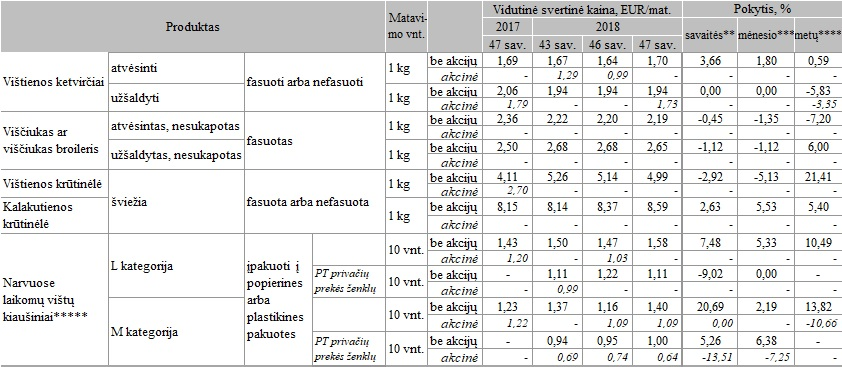 Produktas Matavi- Vidutinė svertinė kaina, EUR/mat. Pokytis, %
mo vnt. 2017 2018 savaitės** mėnesio*** metų****
47 sav. 43 sav. 46 sav. 47 sav.
Vištienos ketvirčiai atvėsinti fasuoti arba nefasuoti 1 kg be akcijų 1,69 1,67 1,64 1,70 3,66 1,80 0,59
akcinė - 1,29 0,99 - - - -
užšaldyti 1 kg be akcijų 2,06 1,94 1,94 1,94 0,00 0,00 -5,83
akcinė 1,79 - - 1,73 - - -3,35
Viščiukas ar viščiukas broileris atvėsintas, nesukapotas fasuotas 1 kg be akcijų 2,36 2,22 2,20 2,19 -0,45 -1,35 -7,20
akcinė - - - - - - -
užšaldytas, nesukapotas 1 kg be akcijų 2,50 2,68 2,68 2,65 -1,12 -1,12 6,00
akcinė - - - - - - -
Vištienos krūtinėlė šviežia fasuota arba nefasuota 1 kg be akcijų 4,11 5,26 5,14 4,99 -2,92 -5,13 21,41
akcinė 2,70 - - - - - -
Kalakutienos krūtinėlė 1 kg be akcijų 8,15 8,14 8,37 8,59 2,63 5,53 5,40
akcinė - - - - - - -
Narvuose laikomų vištų kiaušiniai***** L kategorija įpakuoti į popierines arba plastikines pakuotes 10 vnt. be akcijų 1,43 1,50 1,47 1,58 7,48 5,33 10,49
akcinė 1,20 - 1,03 - - - -
PT privačių prekės ženklų 10 vnt. be akcijų - 1,11 1,22 1,11 -9,02 0,00 -
akcinė - 0,99 - - - - -
M kategorija 10 vnt. be akcijų 1,23 1,37 1,16 1,40 20,69 2,19 13,82
akcinė 1,22 - 1,09 1,09 0,00 - -10,66
PT privačių prekės ženklų 10 vnt. be akcijų - 0,94 0,95 1,00 5,26 6,38 -
akcinė - 0,69 0,74 0,64 -13,51 -7,25 -